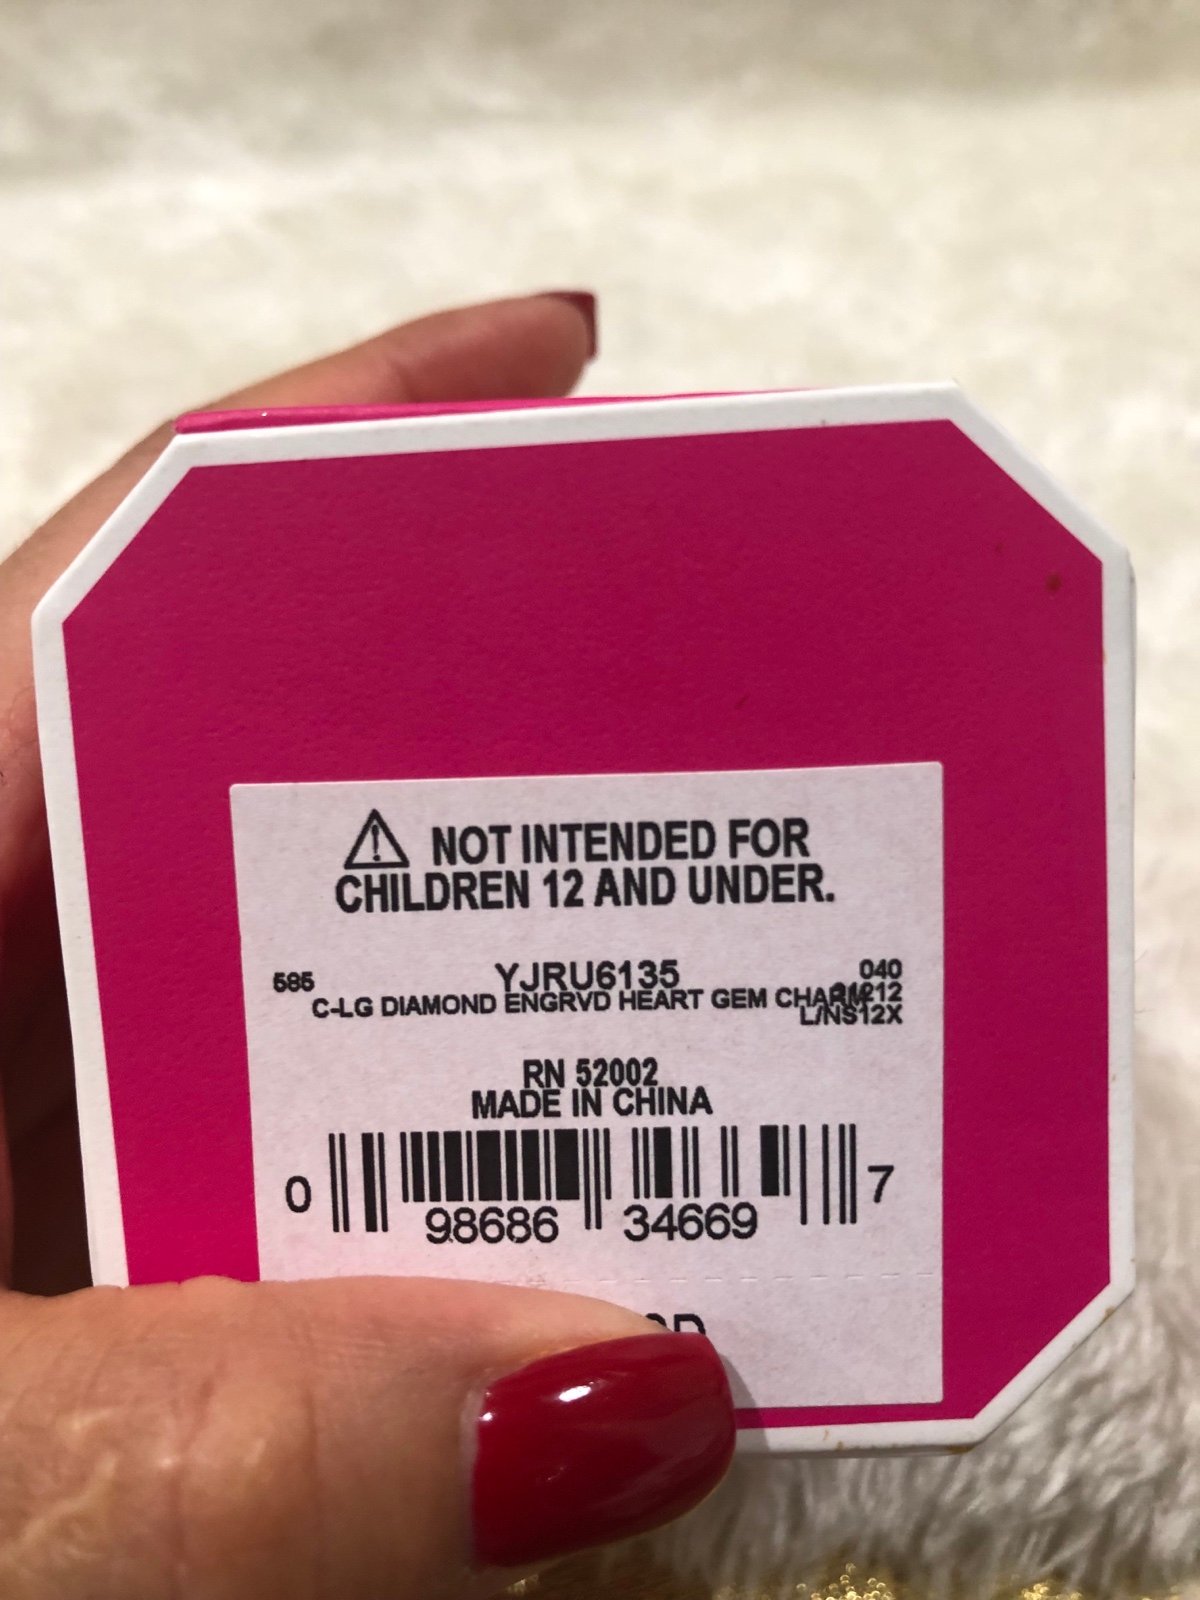 ⚠ NOT INTENDED FOR
CHILDREN 12 AND UNDER.
585 YJRU6135 040
C-LG DIAMOND ENGRVD HEART GEM CHARM
L/NS12X
RN 52002
MADE IN CHINA
0 98686 34669 7